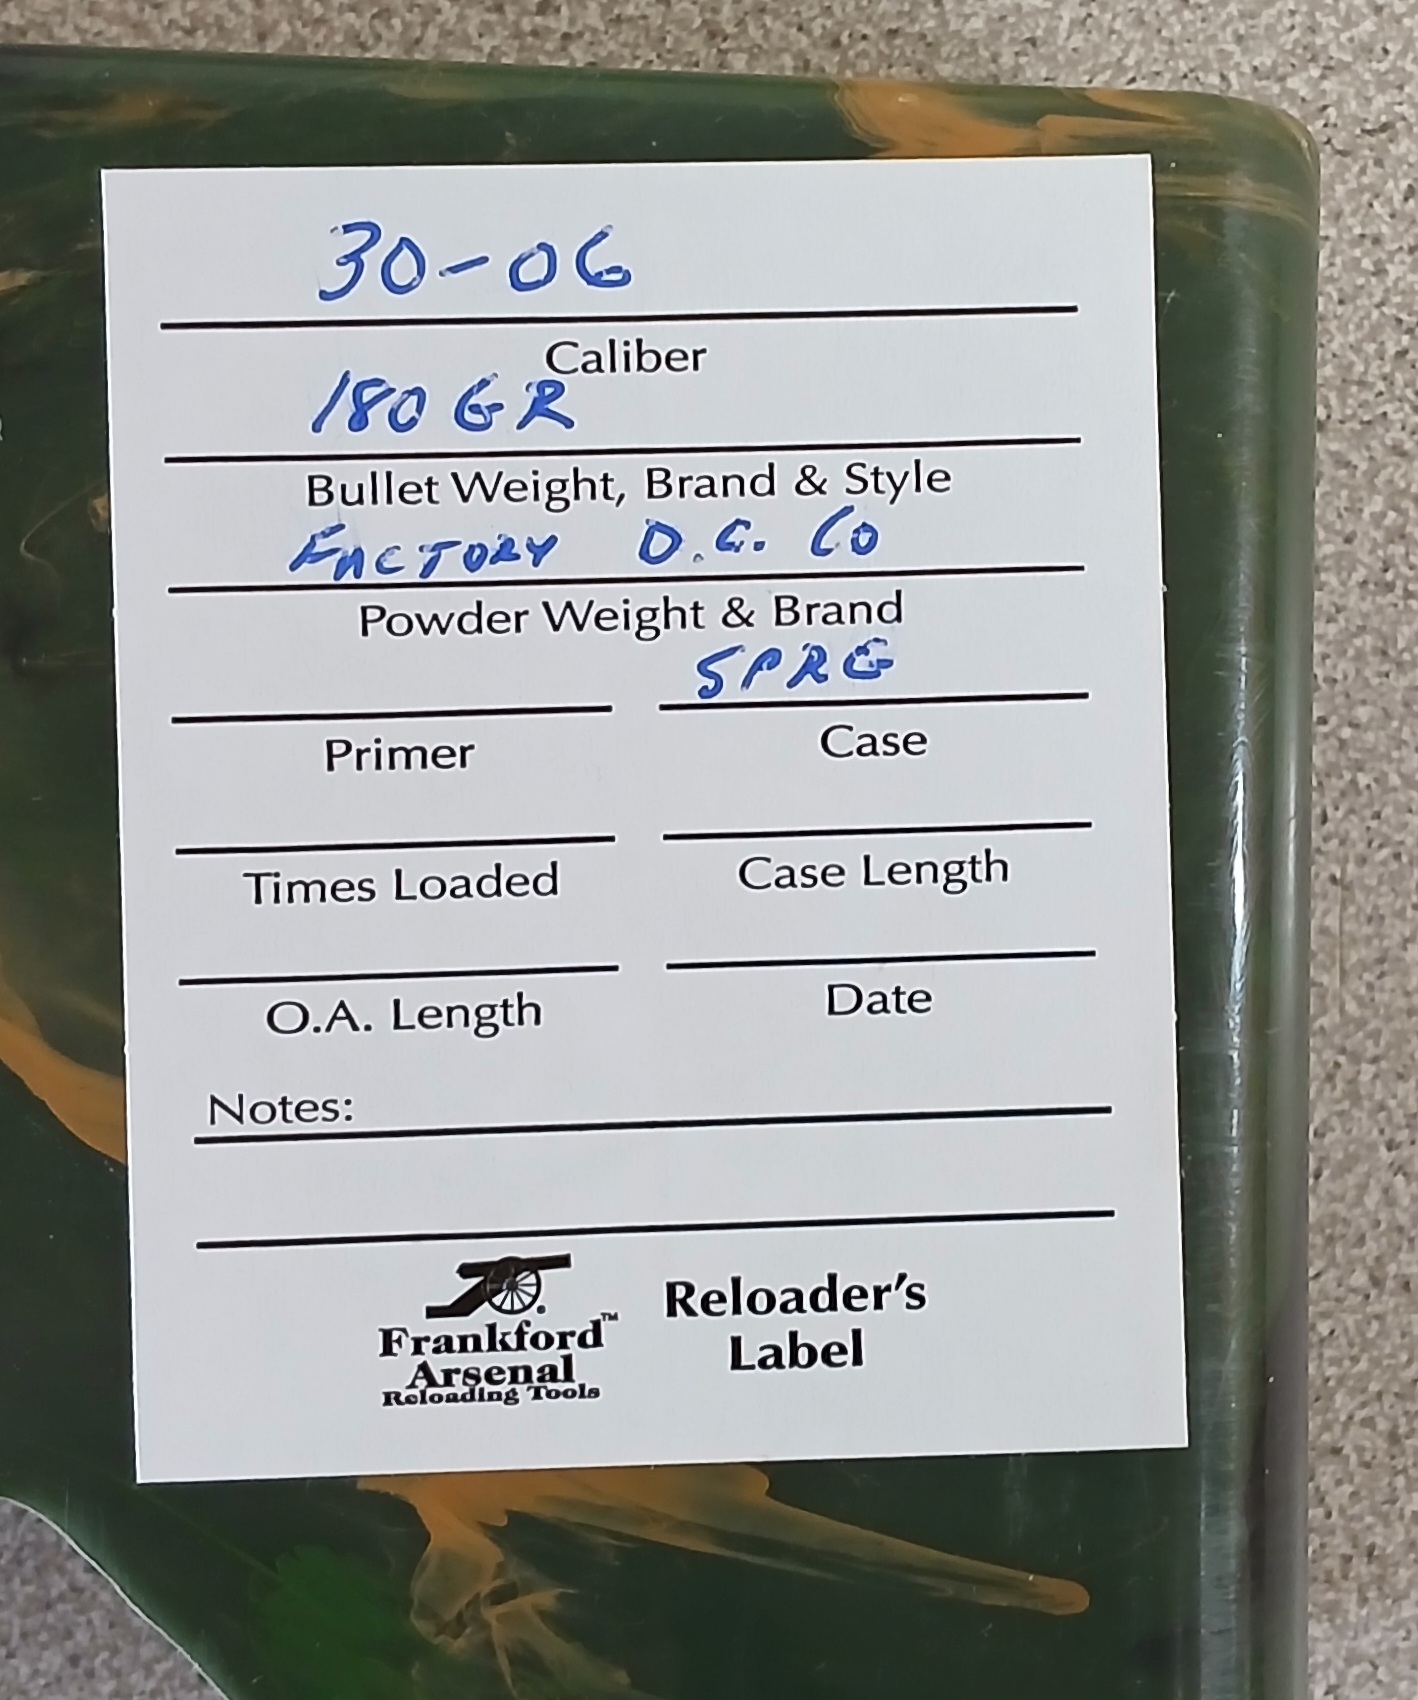 30-06
Caliber
180 GR
Bullet Weight, Brand & Style
FACTORY D.G. CO
Powder Weight & Brand
SPRG
Primer Case
Times Loaded Case Length
O.A. Length Date
Notes:
Frankford™ Arsenal Reloading Tools
Reloader's
Label